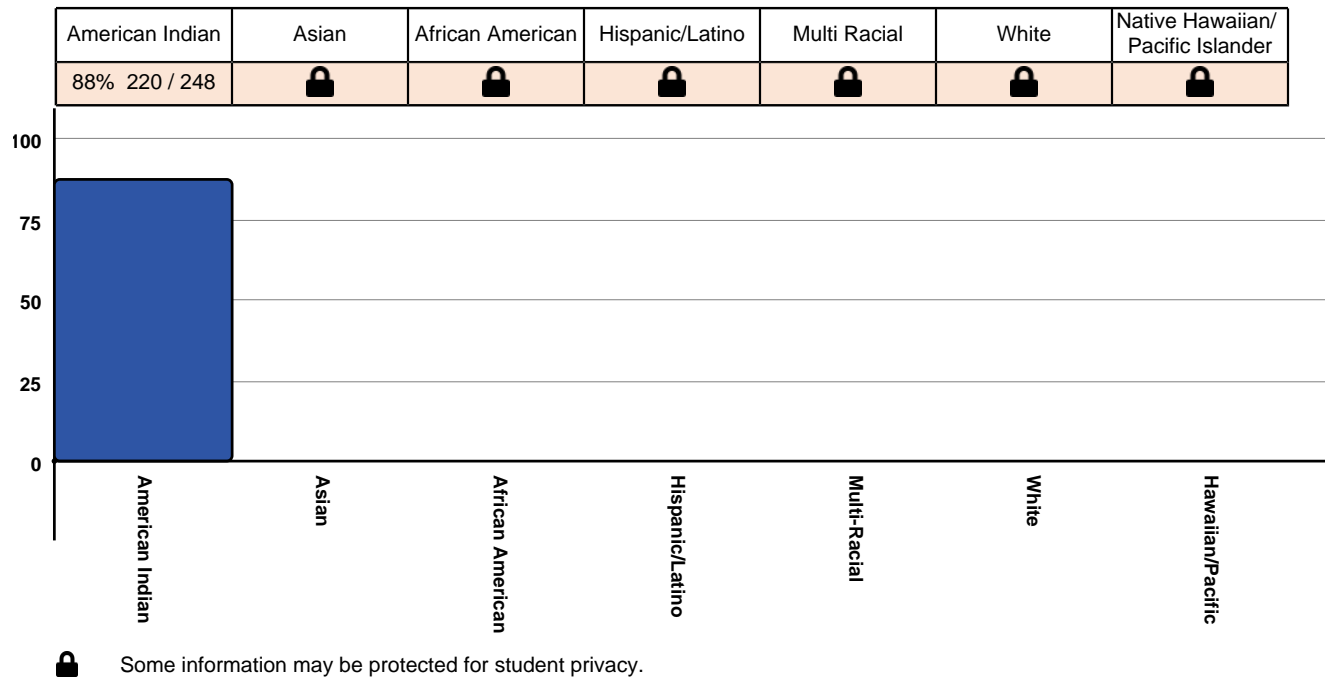 American Indian Asian African American Hispanic/Latino Multi Racial White Native Hawaiian/
Pacific Islander
88% 220 / 248
100
75
50
25
0
American Indian
Asian
African American
Hispanic/Latino
Multi-Racial
White
Hawaiian/Pacific
Some information may be protected for student privacy.